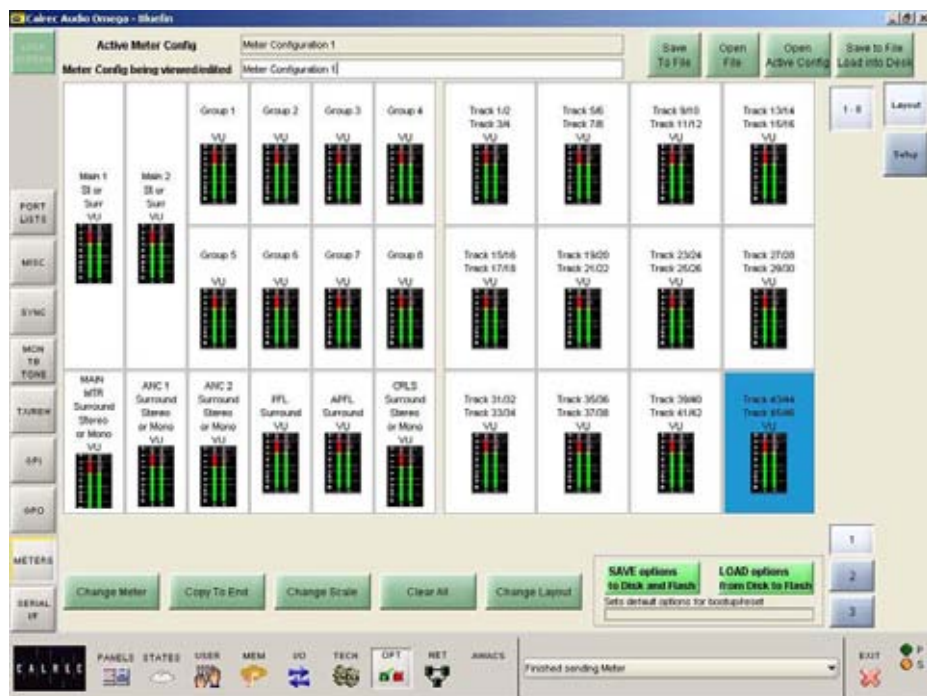 Calrec Audio Omega - Bluefin
Active Meter Config
Meter Configuration 1
Meter Config being viewed/edited
Meter Configuration 1
Save To File
Open File
Open Active Config
Save to File Load into Desk
Group 1
Group 2
Group 3
Group 4
VU
VU
VU
VU
Track 1/2
Track 3/4
VU
Track 5/6
Track 7/8
VU
Track 9/10
Track 11/12
VU
Track 13/14
Track 15/16
VU
1 - 8
Layout
Setup
Main 1
St or
Surr
VU
Main 2
St or
Surr
VU
PORT
LISTS
MISC
SYNC
MON
TB
TONE
TX/REH
GPI
GPO
METERS
SERIAL
I/F
Group 5
Group 6
Group 7
Group 8
VU
VU
VU
VU
Track 15/16
Track 17/18
VU
Track 19/20
Track 21/22
VU
Track 23/24
Track 25/26
VU
Track 27/28
Track 29/30
VU
MAIN
MTR
Surround
Stereo
or Mono
VU
ANC 1
Surround
Stereo
or Mono
VU
ANC 2
Surround
Stereo
or Mono
VU
PFL
Surround
VU
APFL
Surround
VU
CRLS
Surround
Stereo
or Mono
VU
Track 31/32
Track 33/34
VU
Track 35/36
Track 37/38
VU
Track 39/40
Track 41/42
VU
Track 43/44
Track 45/46
VU
Change Meter
Copy To End
Change Scale
Clear All
Change Layout
SAVE options
to Disk and Flash
LOAD options
from Disk to Flash
Sets default options for bootup/reset
1
2
3
CALREC
PANELS
STATES
USER
MEM
I/O
TECH
OPT
NET
AWACS
Finished sending Meter
EXIT
P
S